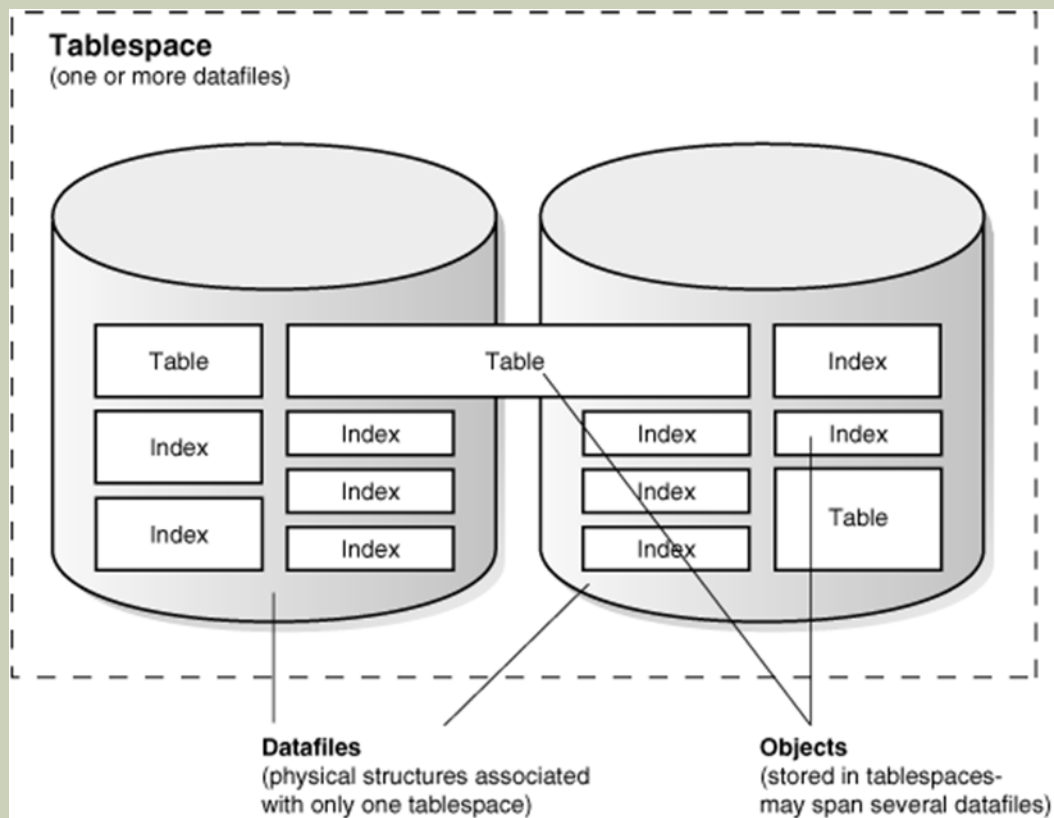 Tablespace
(one or more datafiles)
Table
Table
Index
Index
Index
Index
Index
Index
Index
Index
Table
Index
Index
Index
Datafiles
(physical structures associated
with only one tablespace)
Objects
(stored in tablespaces-
may span several datafiles)